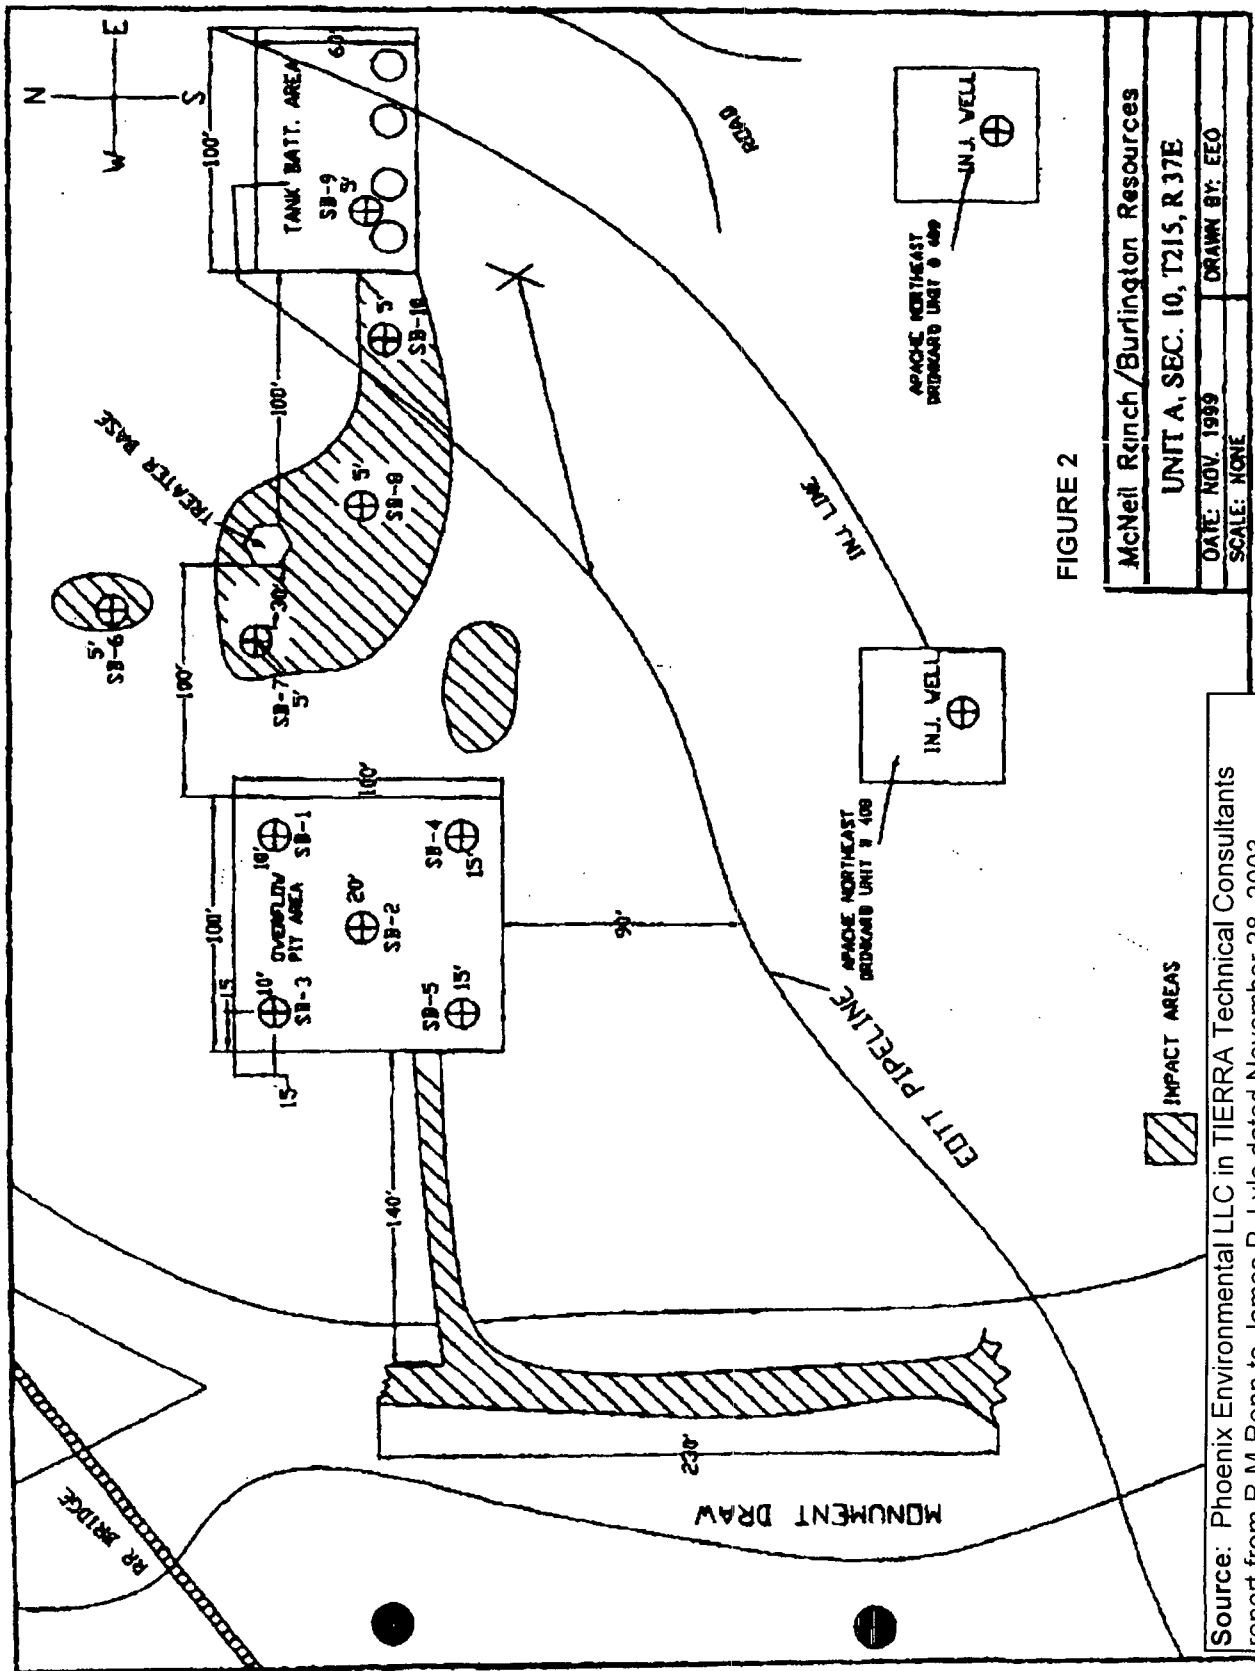 N
W
E
S
RR BRIDGE
MONUMENT DRAW
230'
140'
100'
15
15'
10'
SB-3
OVERFLOW
PIT AREA
10'
SB-1
20'
SB-2
SB-5
15'
SB-4
15'
100'
90'
EOTT PIPELINE
100'
5'
SB-6
SB-7
5'
30'
TREATER BASE
5'
SB-8
100'
5'
SB-10
100'
60'
TANK BATT. AREA
SB-9
5'
INJ. LINE
ROAD
APACHE NORTHEAST
DRINKARD UNIT # 408
INJ. WELL
APACHE NORTHEAST
DRINKARD UNIT # 409
INJ. WELL
IMPACT AREAS
FIGURE 2
McNeil Ranch/Burlington Resources
UNIT A, SEC. 10, T21S, R 37E
DATE: NOV. 1999
DRAWN BY: EEO
SCALE: NONE
Source: Phoenix Environmental LLC in TIERRA Technical Consultants